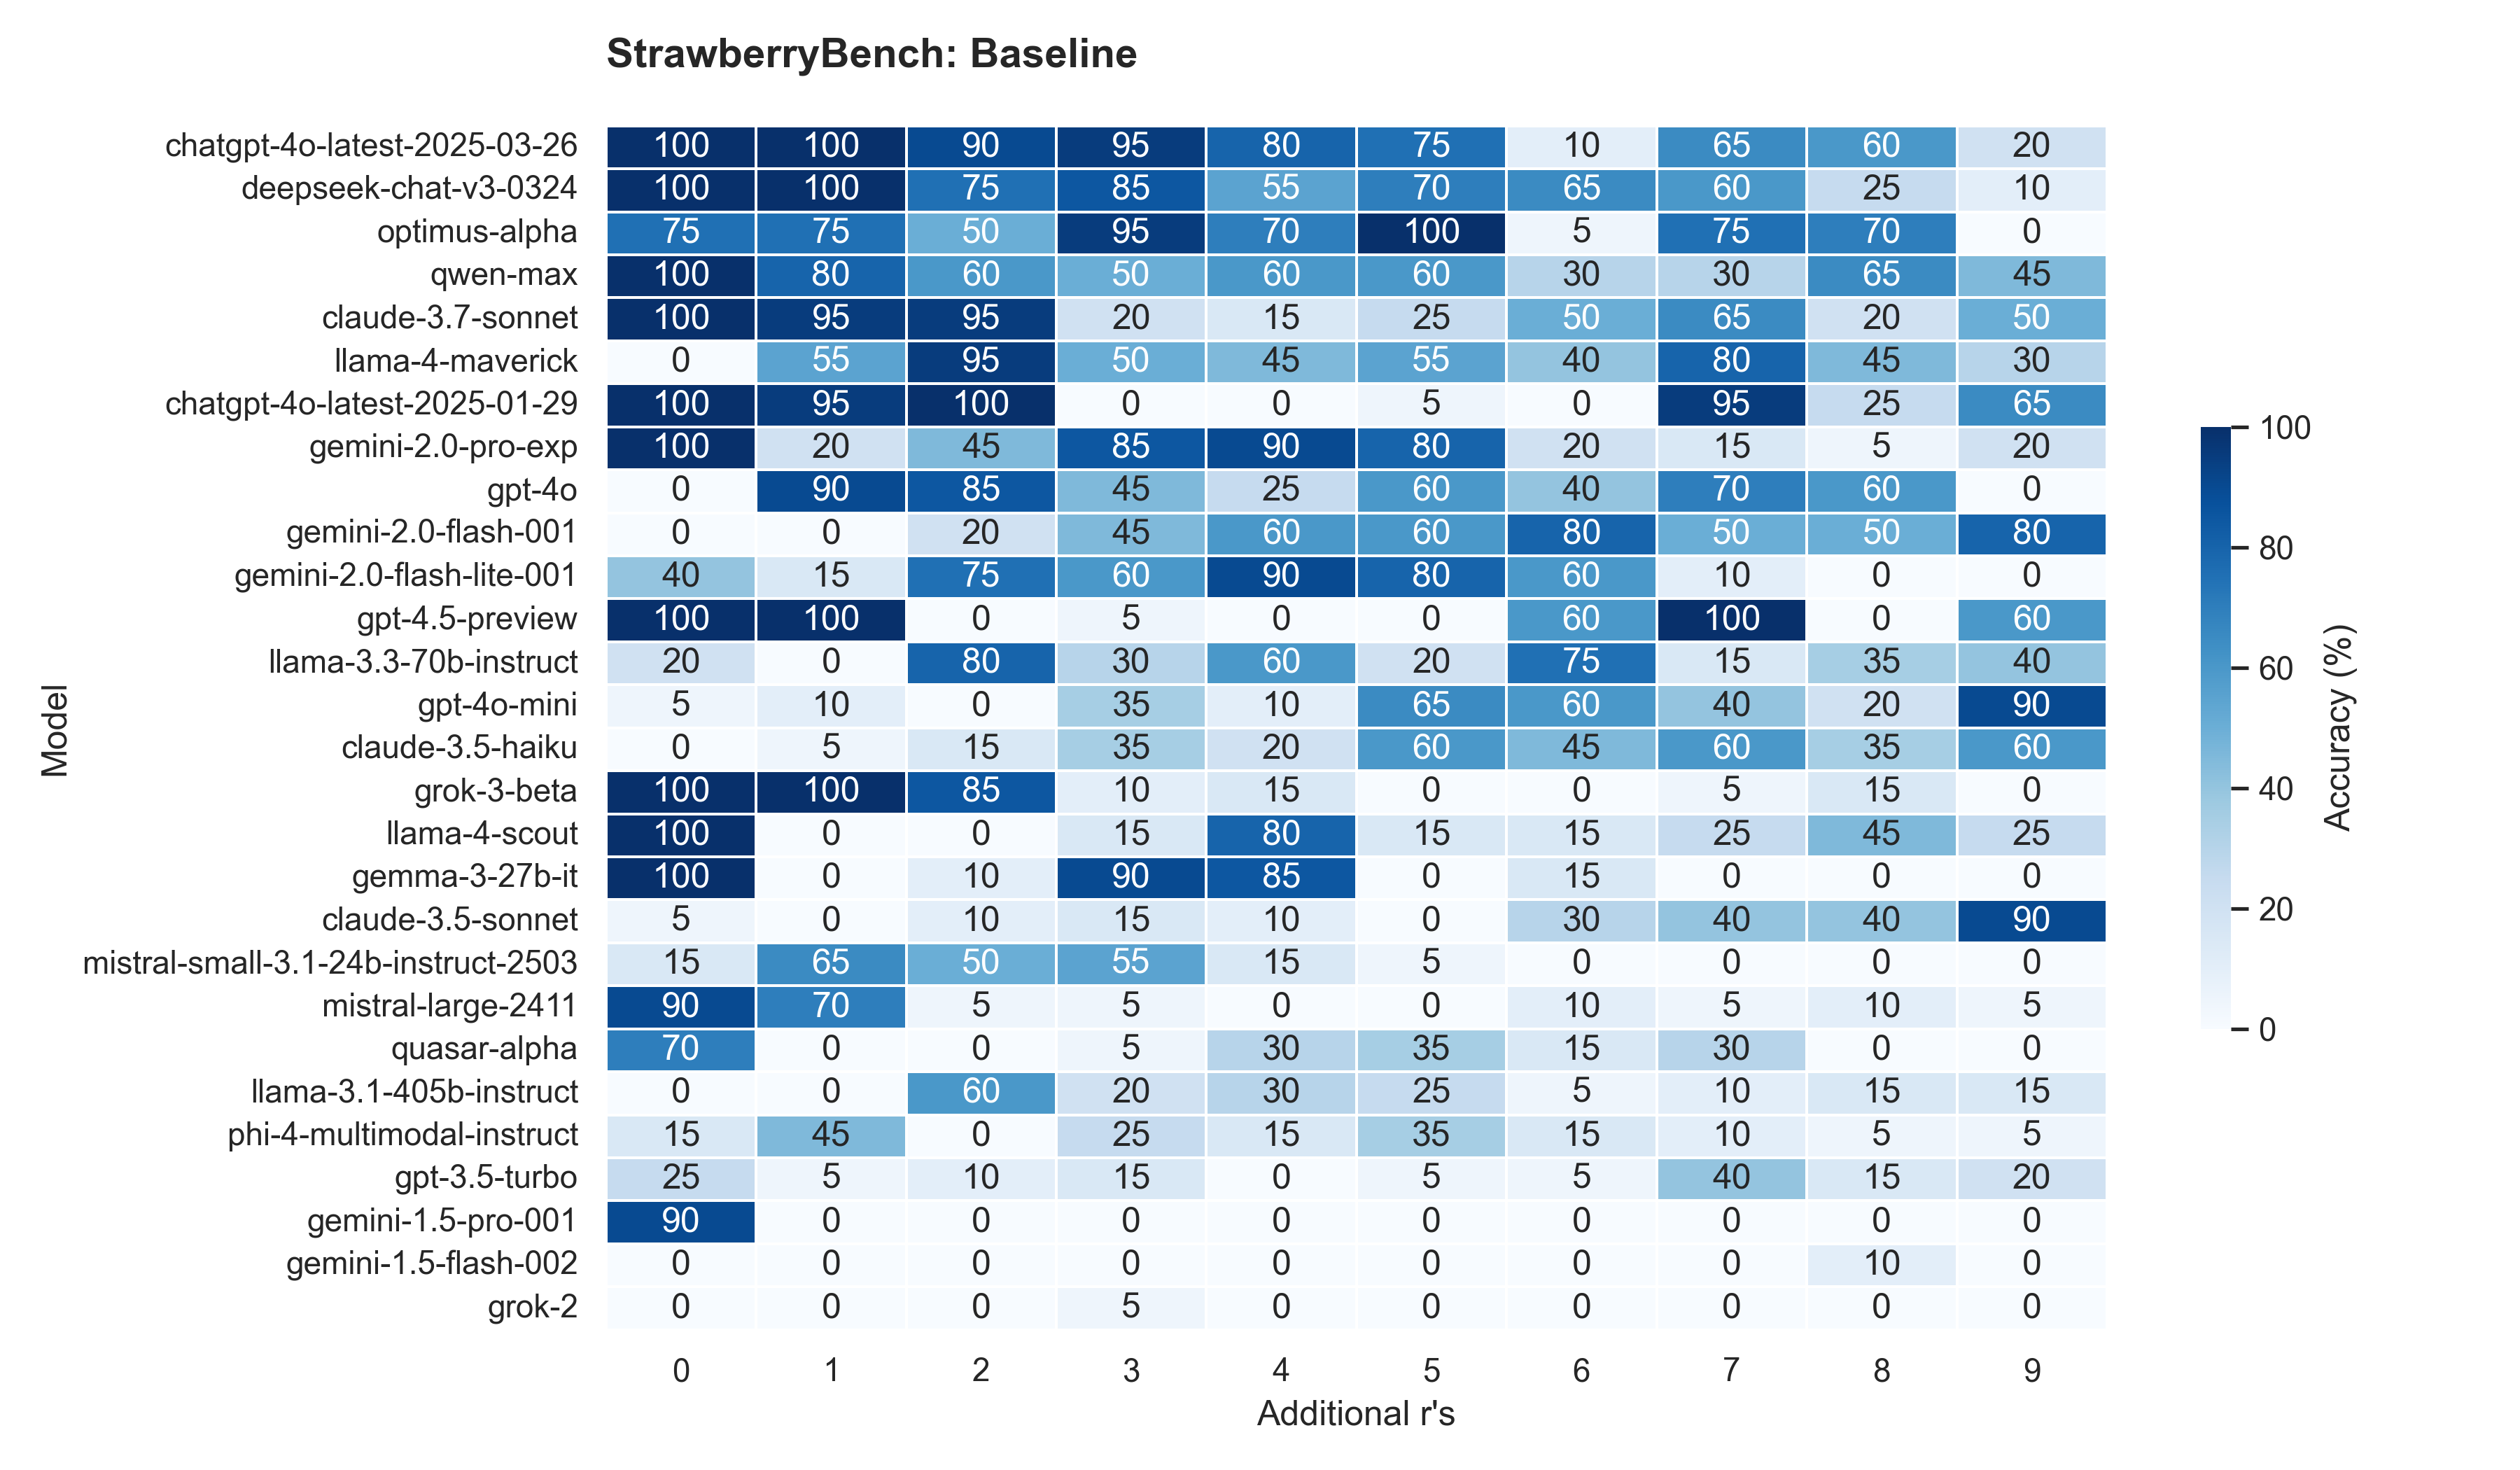 StrawberryBench: Baseline
chatgpt-4o-latest-2025-03-26 100 100 90 95 80 75 10 65 60 20
deepseek-chat-v3-0324 100 100 75 85 55 70 65 60 25 10
optimus-alpha 75 75 50 95 70 100 5 75 70 0
qwen-max 100 80 60 50 60 60 30 30 65 45
claude-3.7-sonnet 100 95 95 20 15 25 50 65 20 50
llama-4-maverick 0 55 95 50 45 55 40 80 45 30
chatgpt-4o-latest-2025-01-29 100 95 100 0 0 5 0 95 25 65
gemini-2.0-pro-exp 100 20 45 85 90 80 20 15 5 20
gpt-4o 0 90 85 45 25 60 40 70 60 0
gemini-2.0-flash-001 0 0 20 45 60 60 80 50 50 80
gemini-2.0-flash-lite-001 40 15 75 60 90 80 60 10 0 0
gpt-4.5-preview 100 100 0 5 0 0 60 100 0 60
llama-3.3-70b-instruct 20 0 80 30 60 20 75 15 35 40
gpt-4o-mini 5 10 0 35 10 65 60 40 20 90
claude-3.5-haiku 0 5 15 35 20 60 45 60 35 60
grok-3-beta 100 100 85 10 15 0 0 5 15 0
llama-4-scout 100 0 0 15 80 15 15 25 45 25
gemma-3-27b-it 100 0 10 90 85 0 15 0 0 0
claude-3.5-sonnet 5 0 10 15 10 0 30 40 40 90
mistral-small-3.1-24b-instruct-2503 15 65 50 55 15 5 0 0 0 0
mistral-large-2411 90 70 5 5 0 0 10 5 10 5
quasar-alpha 70 0 0 5 30 35 15 30 0 0
llama-3.1-405b-instruct 0 0 60 20 30 25 5 10 15 15
phi-4-multimodal-instruct 15 45 0 25 15 35 15 10 5 5
gpt-3.5-turbo 25 5 10 15 0 5 5 40 15 20
gemini-1.5-pro-001 90 0 0 0 0 0 0 0 0 0
gemini-1.5-flash-002 0 0 0 0 0 0 0 0 10 0
grok-2 0 0 0 5 0 0 0 0 0 0
0 1 2 3 4 5 6 7 8 9
Additional r's
Model
100
80
60
40
20
0
Accuracy (%)